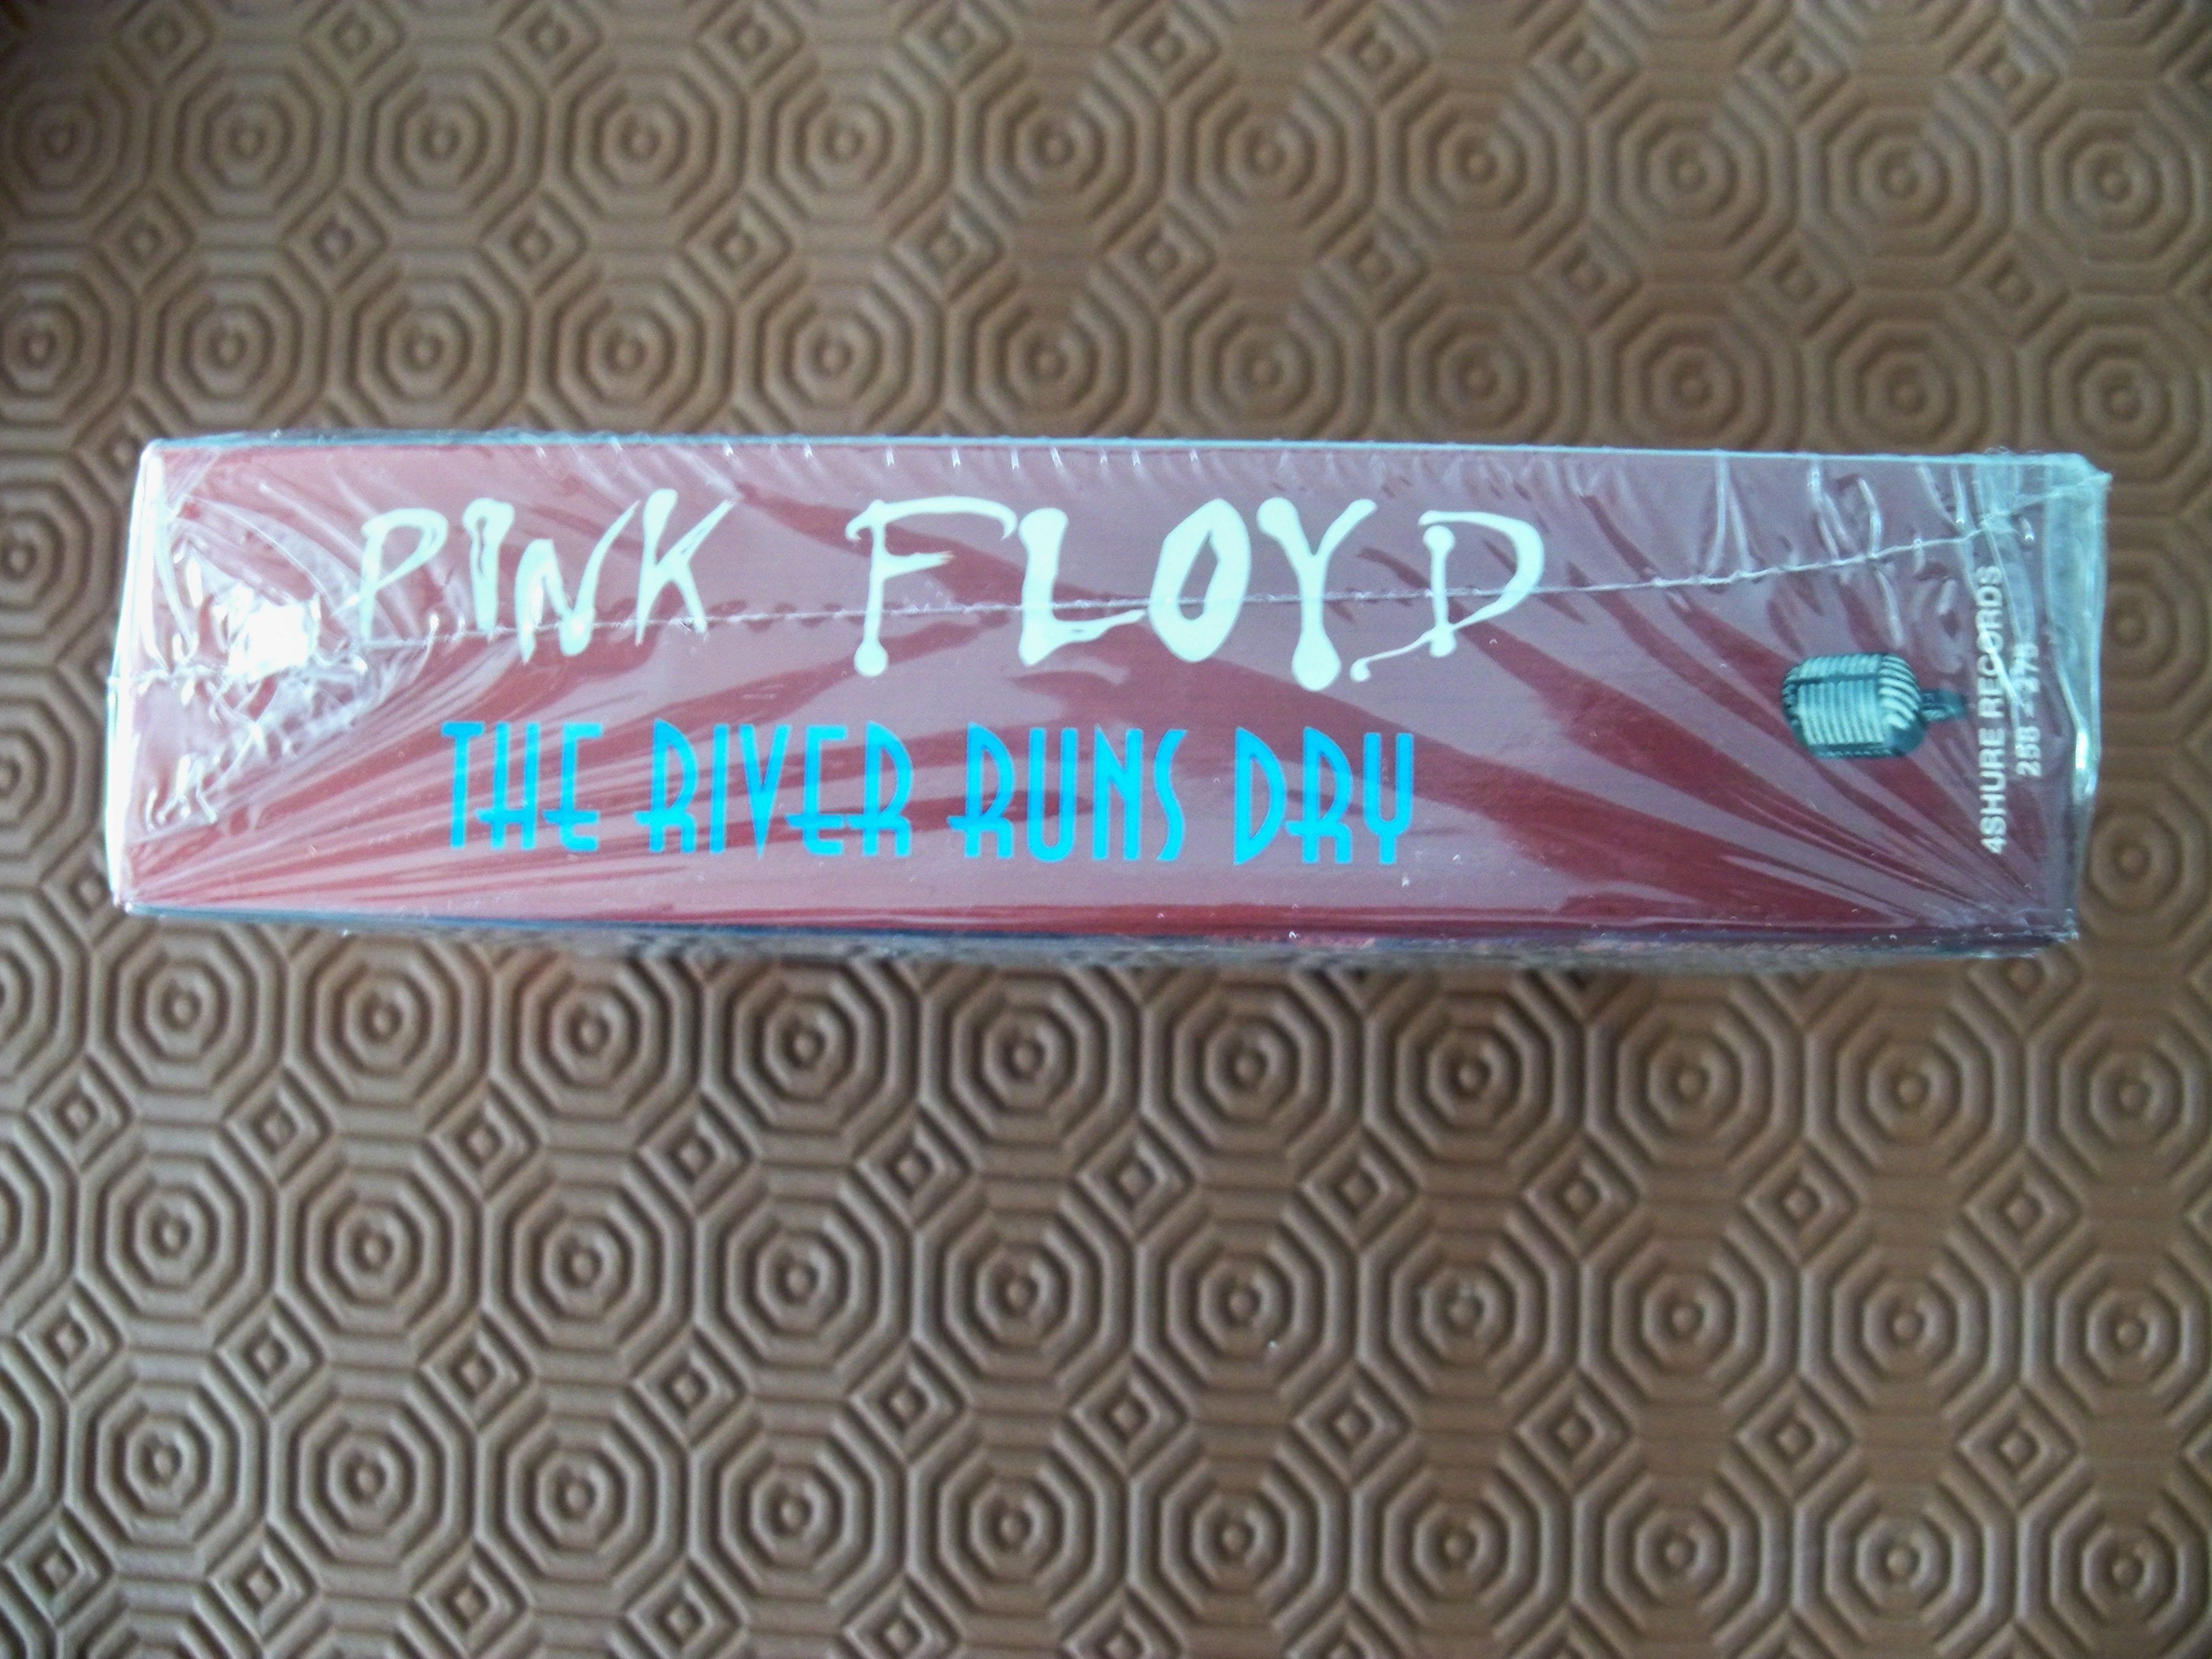 PINK FLOYD
THE RIVER RUNS DRY
4SHURE RECORDS